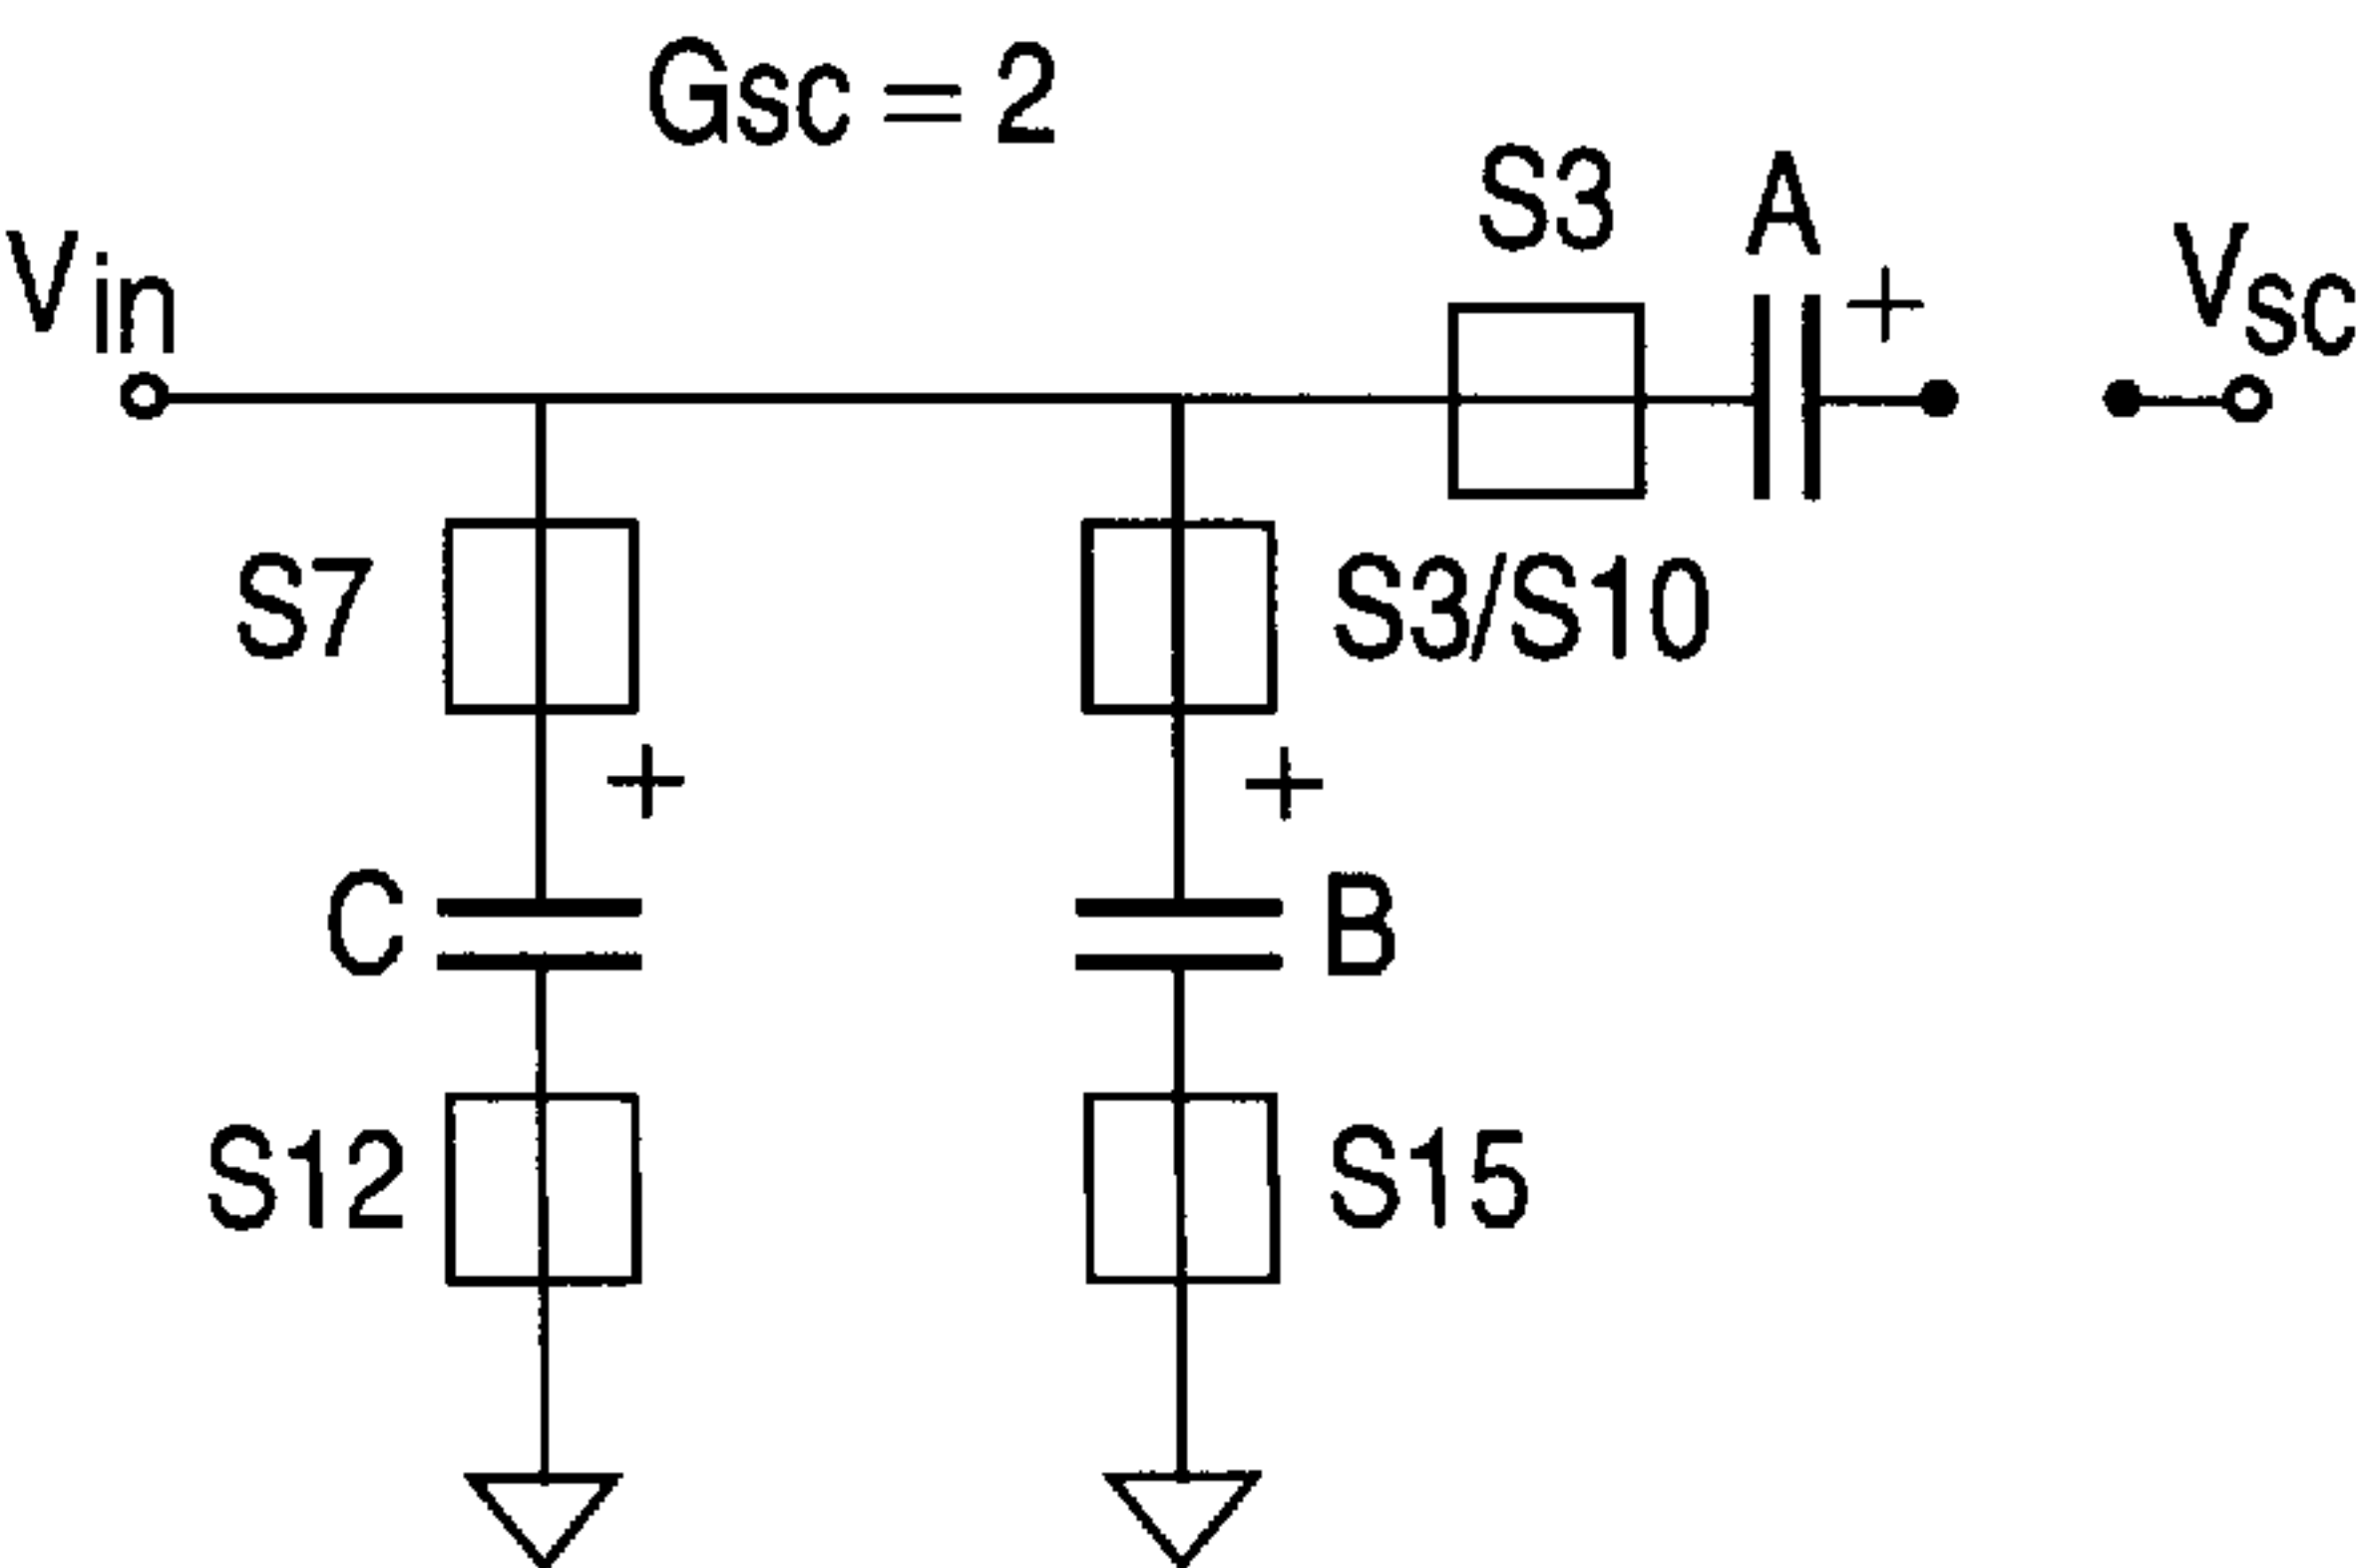 Gsc = 2
S3 A +
Vin Vsc
S7 S3/S10
+ +
C B
S12 S15